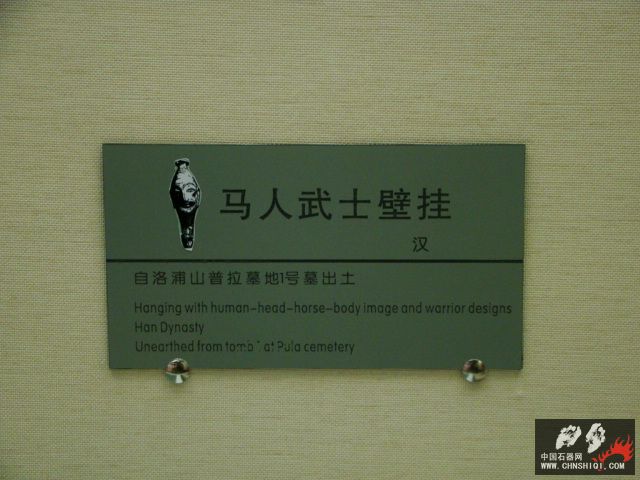 马人武士壁挂
汉
自洛浦山普拉墓地1号墓出土
Hanging with human-head-horse-body image and warrior designs
Han Dynasty
Unearthed from tomb at Pula cemetery
中国石器网
WWW.CHNSHIQI.COM